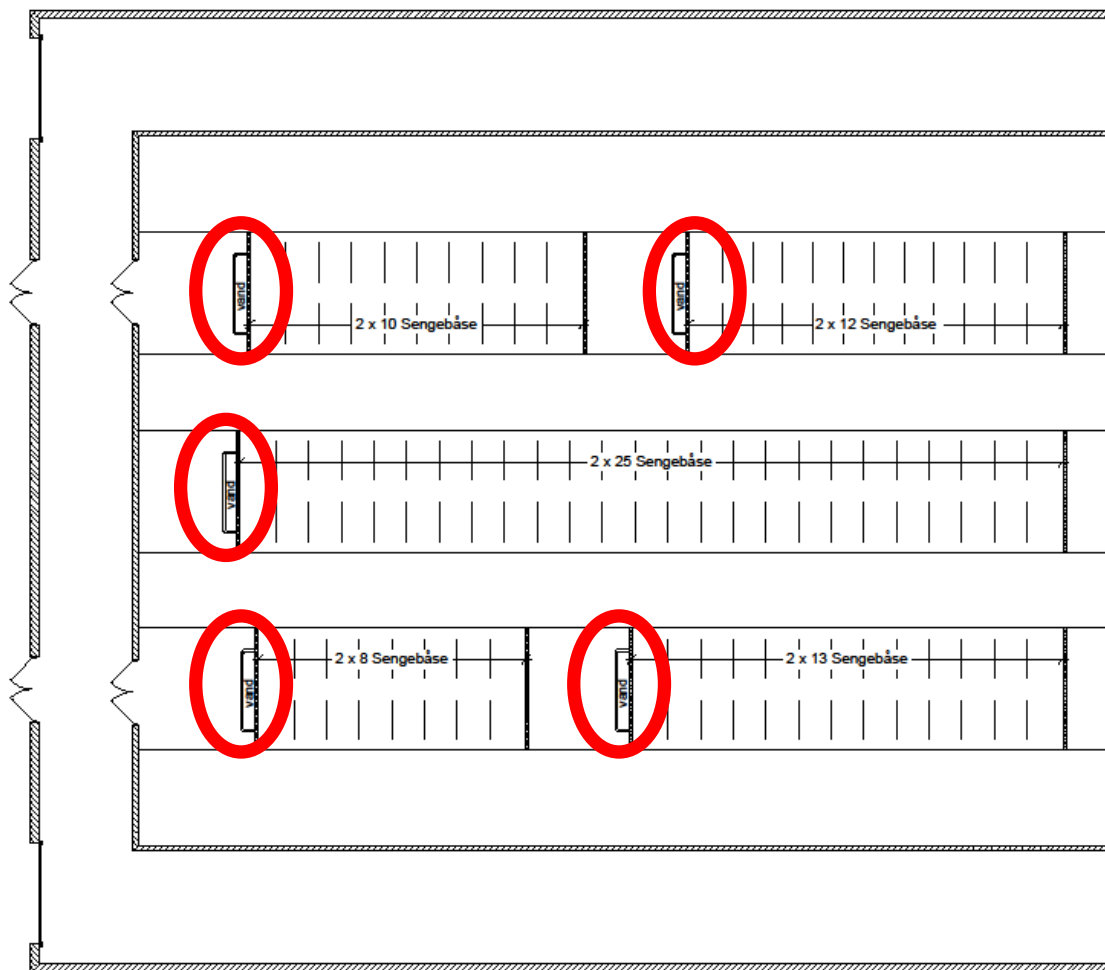 vand
2 x 10 Sengebåse
vand
2 x 12 Sengebåse
vand
2 x 25 Sengebåse
vand
2 x 8 Sengebåse
vand
2 x 13 Sengebåse